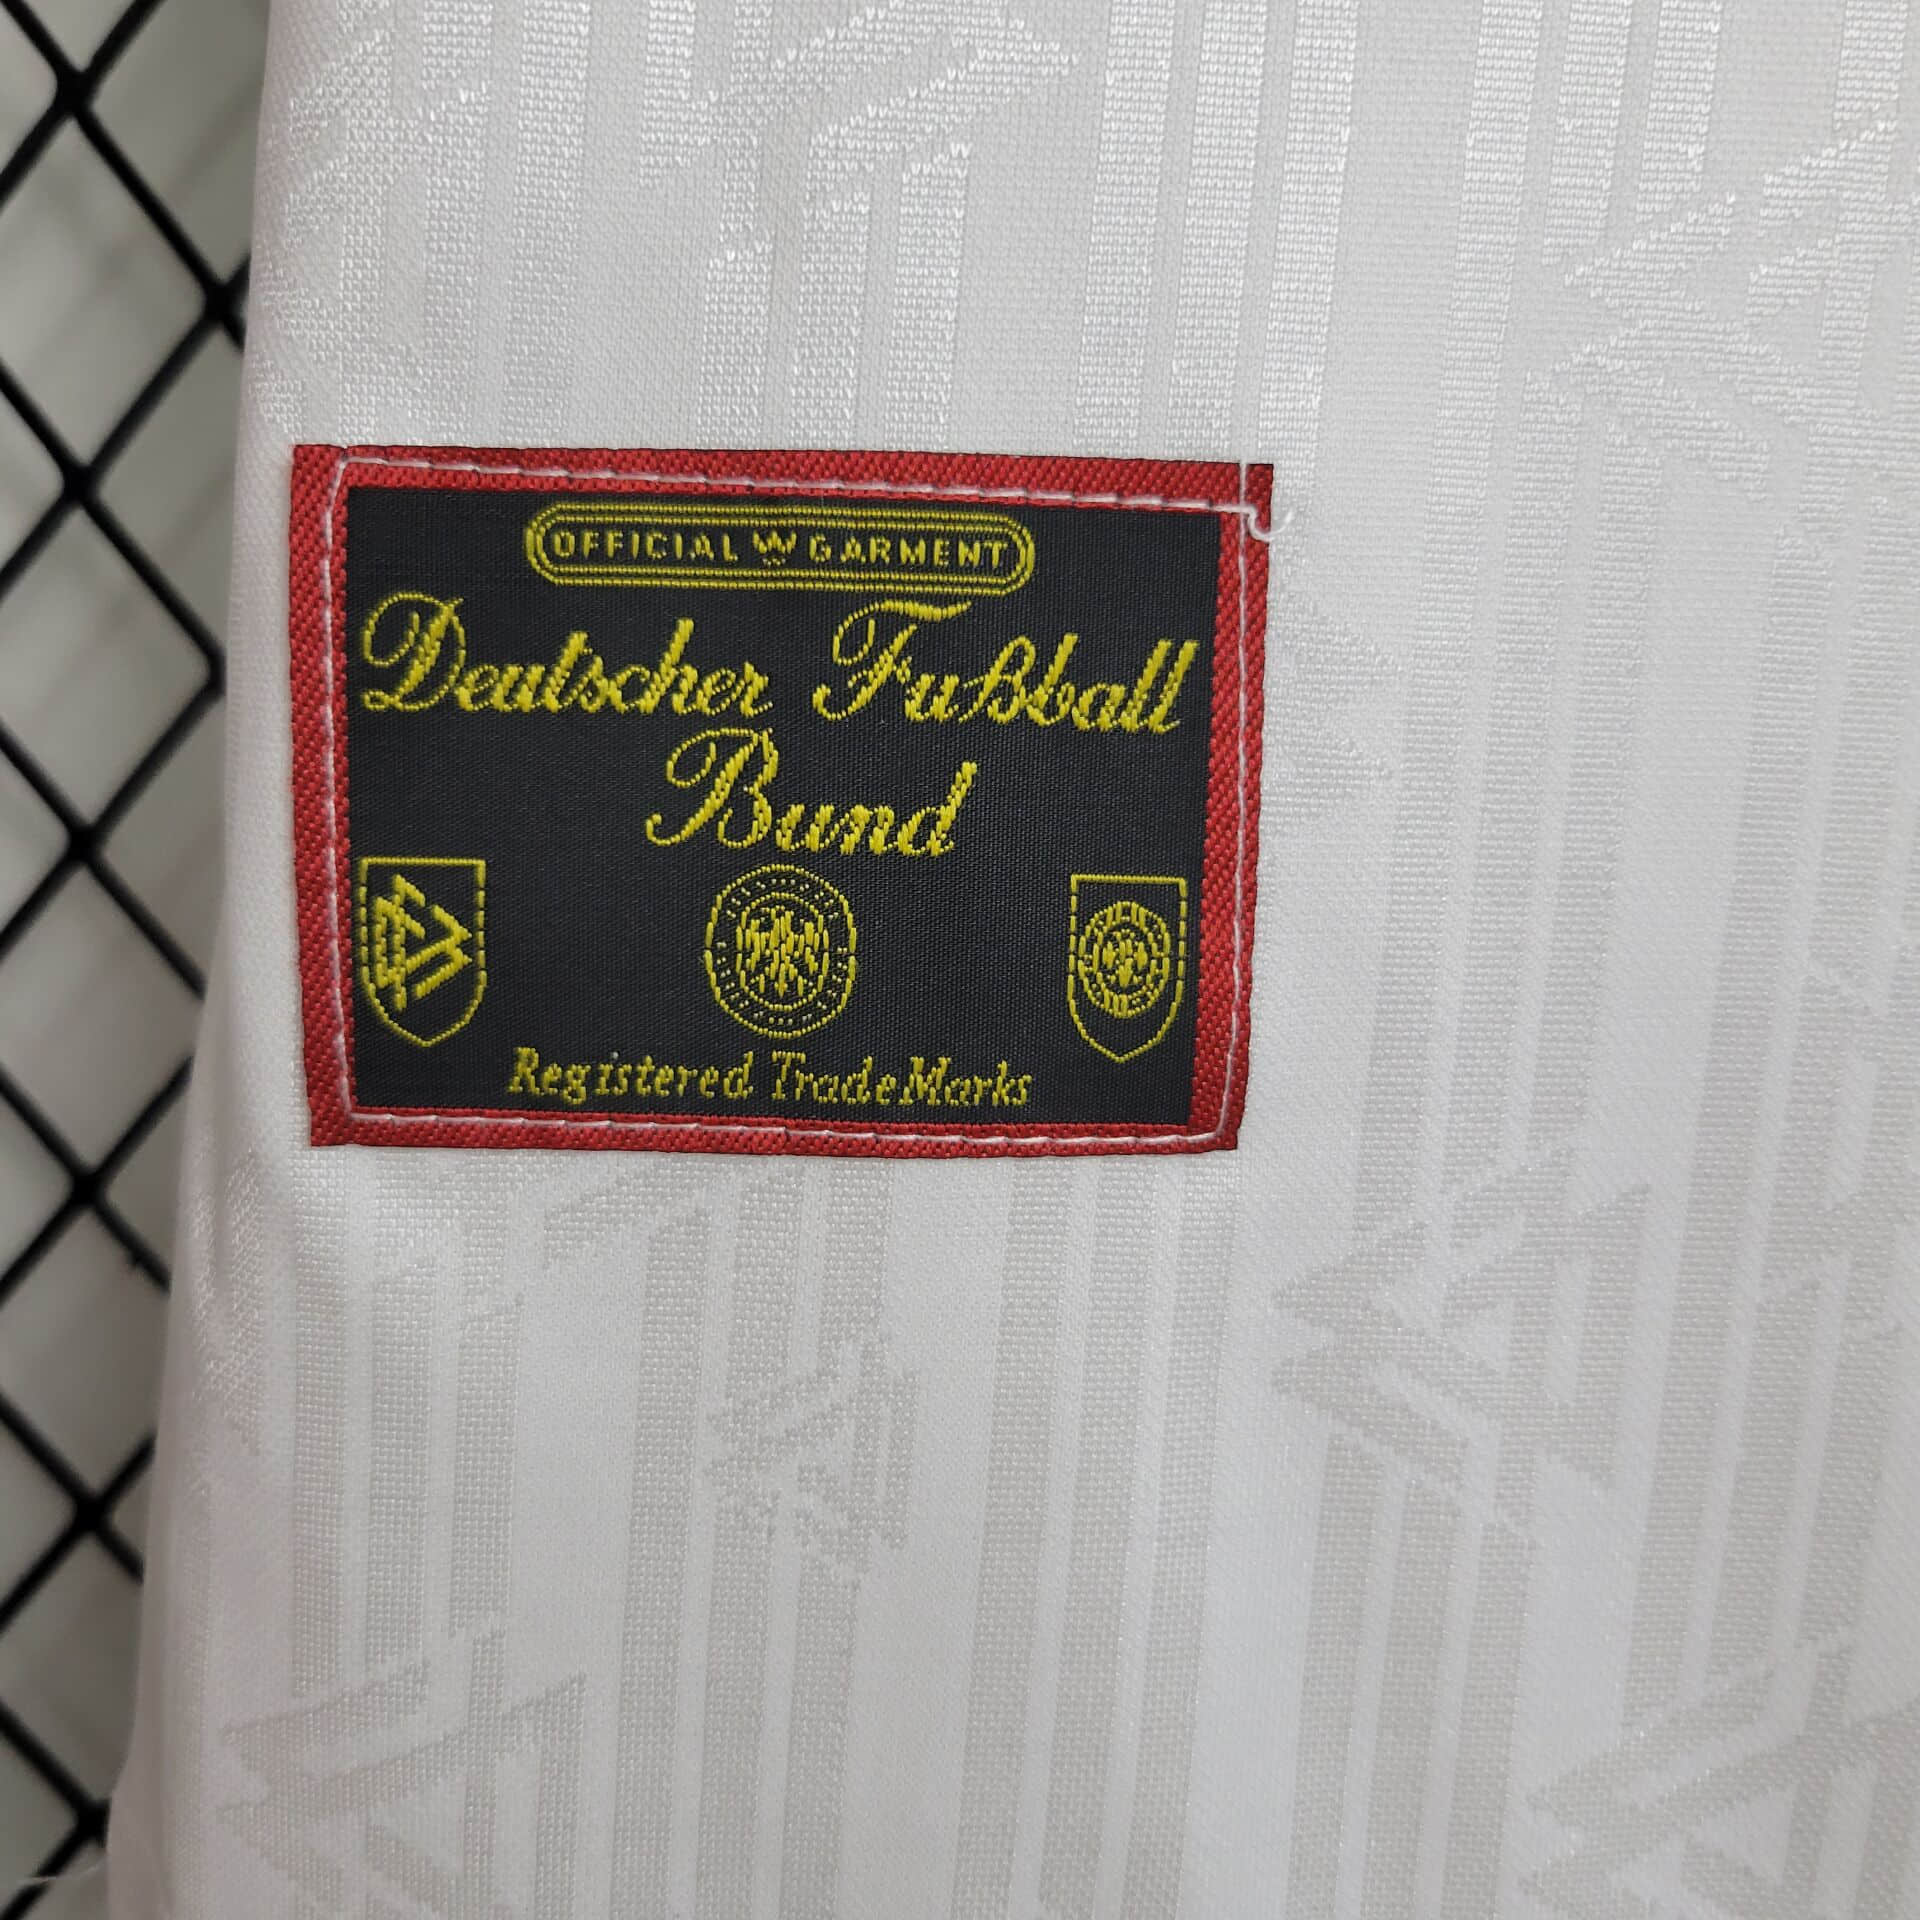 OFFICIAL GARMENT
Deutscher Fußball
Bund
Registered TradeMarks